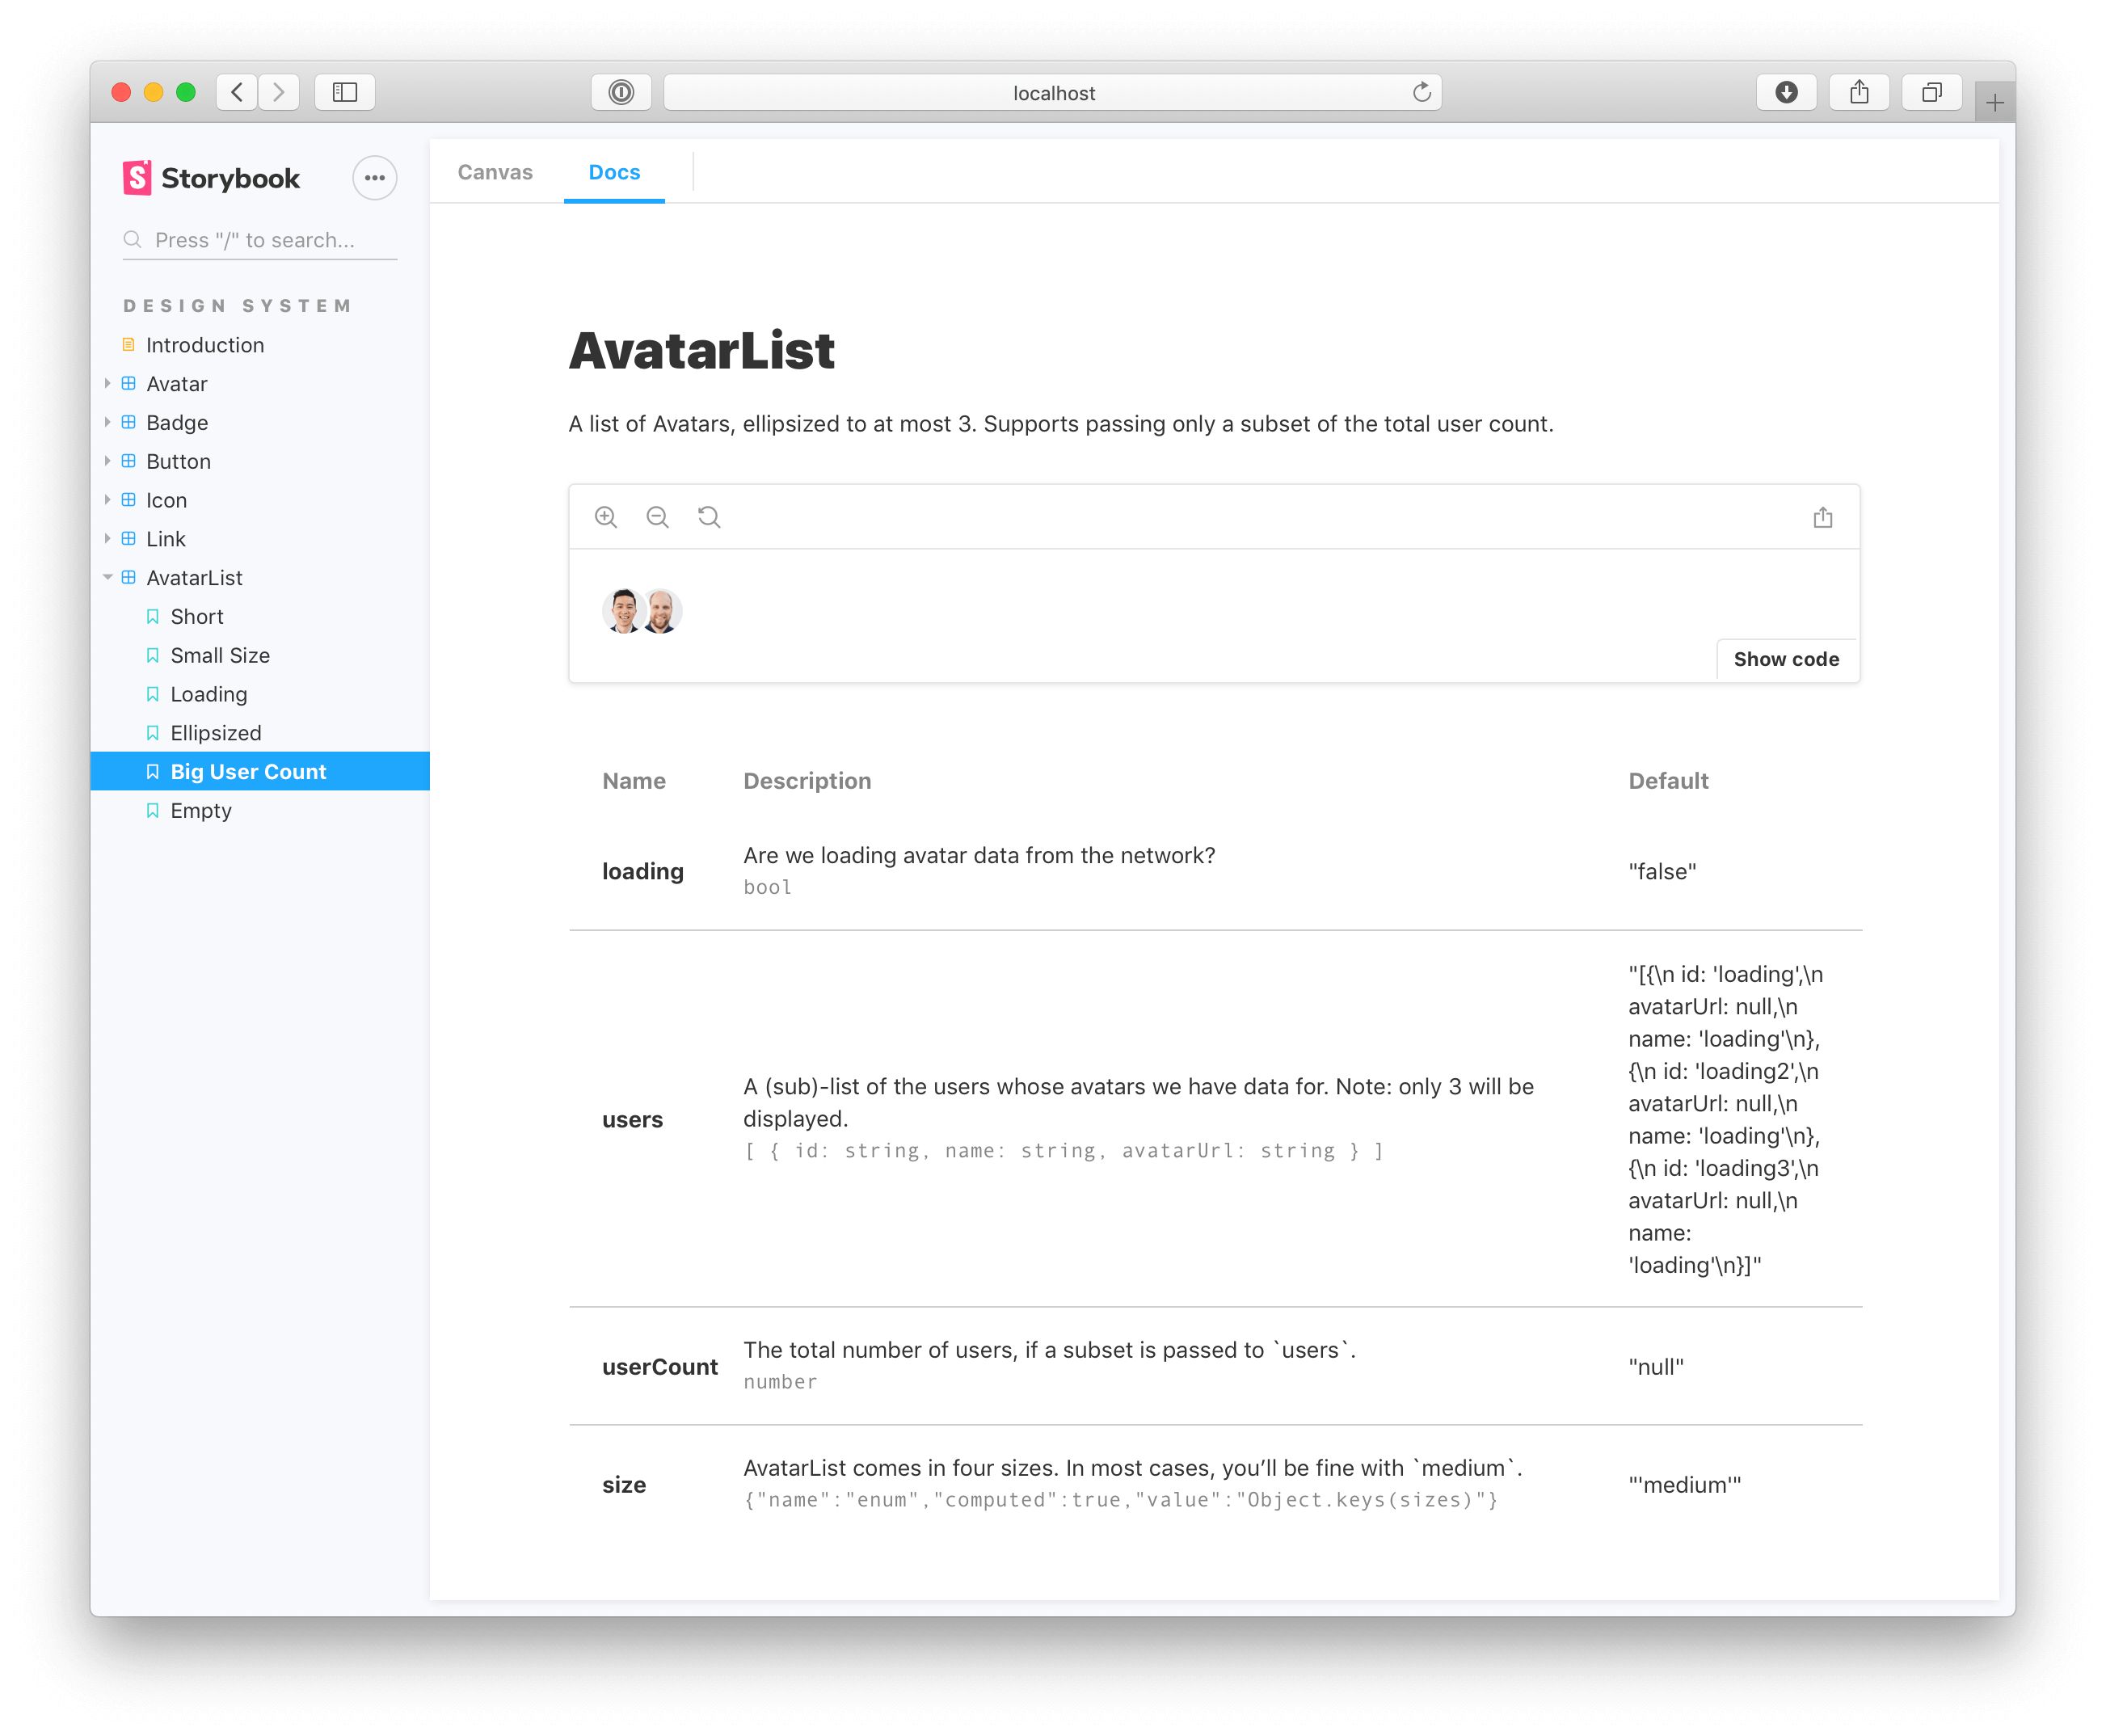 localhost
Storybook
Press "/" to search...
DESIGN SYSTEM
Introduction
Avatar
Badge
Button
Icon
Link
AvatarList
Short
Small Size
Loading
Ellipsized
Big User Count
Empty
Canvas
Docs
AvatarList
A list of Avatars, ellipsized to at most 3. Supports passing only a subset of the total user count.
Show code
Name Description Default
loading
Are we loading avatar data from the network?
bool
"false"
users
A (sub)-list of the users whose avatars we have data for. Note: only 3 will be
displayed.
[ { id: string, name: string, avatarUrl: string } ]
"[{\n id: 'loading',\n
avatarUrl: null,\n
name: 'loading'\n},
{\n id: 'loading2',\n
avatarUrl: null,\n
name: 'loading'\n},
{\n id: 'loading3',\n
avatarUrl: null,\n
name:
'loading'\n}]"
userCount
The total number of users, if a subset is passed to `users`.
number
"null"
size
AvatarList comes in four sizes. In most cases, you’ll be fine with `medium`.
{"name":"enum","computed":true,"value":"Object.keys(sizes)"}
"'medium'"